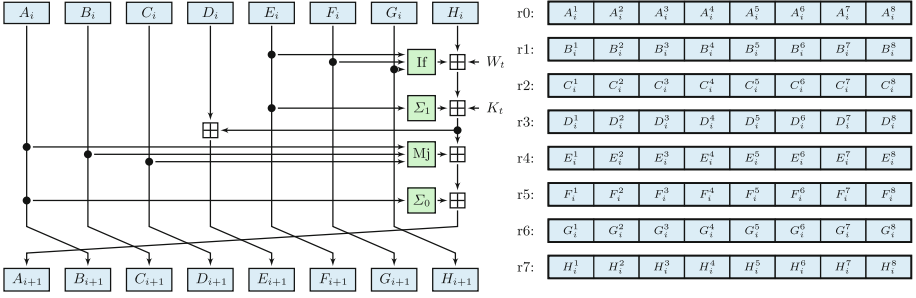 A_i B_i C_i D_i E_i F_i G_i H_i
If W_t
Σ_1 K_t
Mj
Σ_0
A_{i+1} B_{i+1} C_{i+1} D_{i+1} E_{i+1} F_{i+1} G_{i+1} H_{i+1}
r0: A_i^1 A_i^2 A_i^3 A_i^4 A_i^5 A_i^6 A_i^7 A_i^8
r1: B_i^1 B_i^2 B_i^3 B_i^4 B_i^5 B_i^6 B_i^7 B_i^8
r2: C_i^1 C_i^2 C_i^3 C_i^4 C_i^5 C_i^6 C_i^7 C_i^8
r3: D_i^1 D_i^2 D_i^3 D_i^4 D_i^5 D_i^6 D_i^7 D_i^8
r4: E_i^1 E_i^2 E_i^3 E_i^4 E_i^5 E_i^6 E_i^7 E_i^8
r5: F_i^1 F_i^2 F_i^3 F_i^4 F_i^5 F_i^6 F_i^7 F_i^8
r6: G_i^1 G_i^2 G_i^3 G_i^4 G_i^5 G_i^6 G_i^7 G_i^8
r7: H_i^1 H_i^2 H_i^3 H_i^4 H_i^5 H_i^6 H_i^7 H_i^8